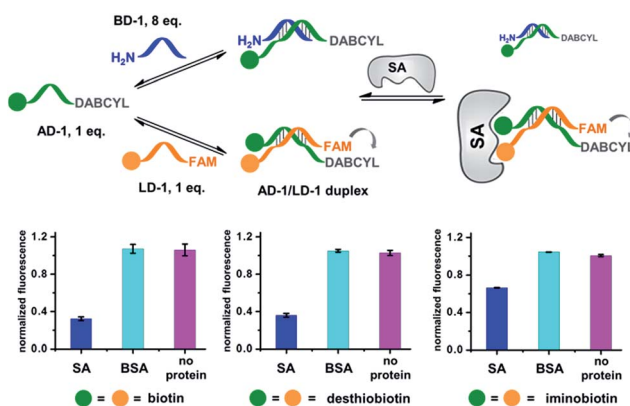 BD-1, 8 eq.
H₂N
AD-1, 1 eq.
DABCYL
LD-1, 1 eq.
FAM
H₂N
DABCYL
FAM
DABCYL
AD-1/LD-1 duplex
SA
H₂N
DABCYL
SA
FAM
DABCYL
normalized fluorescence
1.2
0.8
0.4
0.0
SA
BSA
no
protein
= = biotin
normalized fluorescence
1.2
0.8
0.4
0.0
SA
BSA
no
protein
= = desthiobiotin
normalized fluorescence
1.2
0.8
0.4
0.0
SA
BSA
no
protein
= = iminobiotin